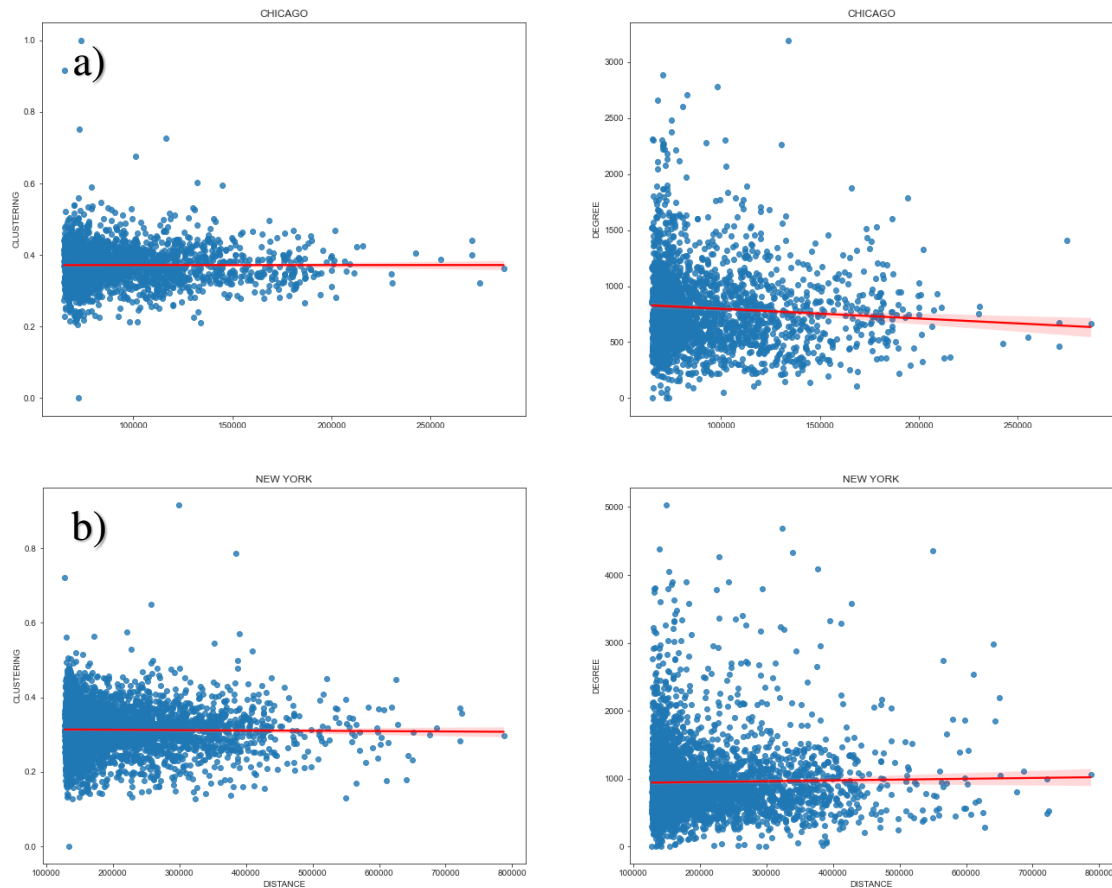 CHICAGO
a)
CLUSTERING
1.0
0.8
0.6
0.4
0.2
0.0
100000 150000 200000 250000
CHICAGO
DEGREE
3000
2500
2000
1500
1000
500
0
100000 150000 200000 250000
NEW YORK
b)
CLUSTERING
0.8
0.6
0.4
0.2
0.0
100000 200000 300000 400000 500000 600000 700000 800000
DISTANCE
NEW YORK
DEGREE
5000
4000
3000
2000
1000
0
100000 200000 300000 400000 500000 600000 700000 800000
DISTANCE